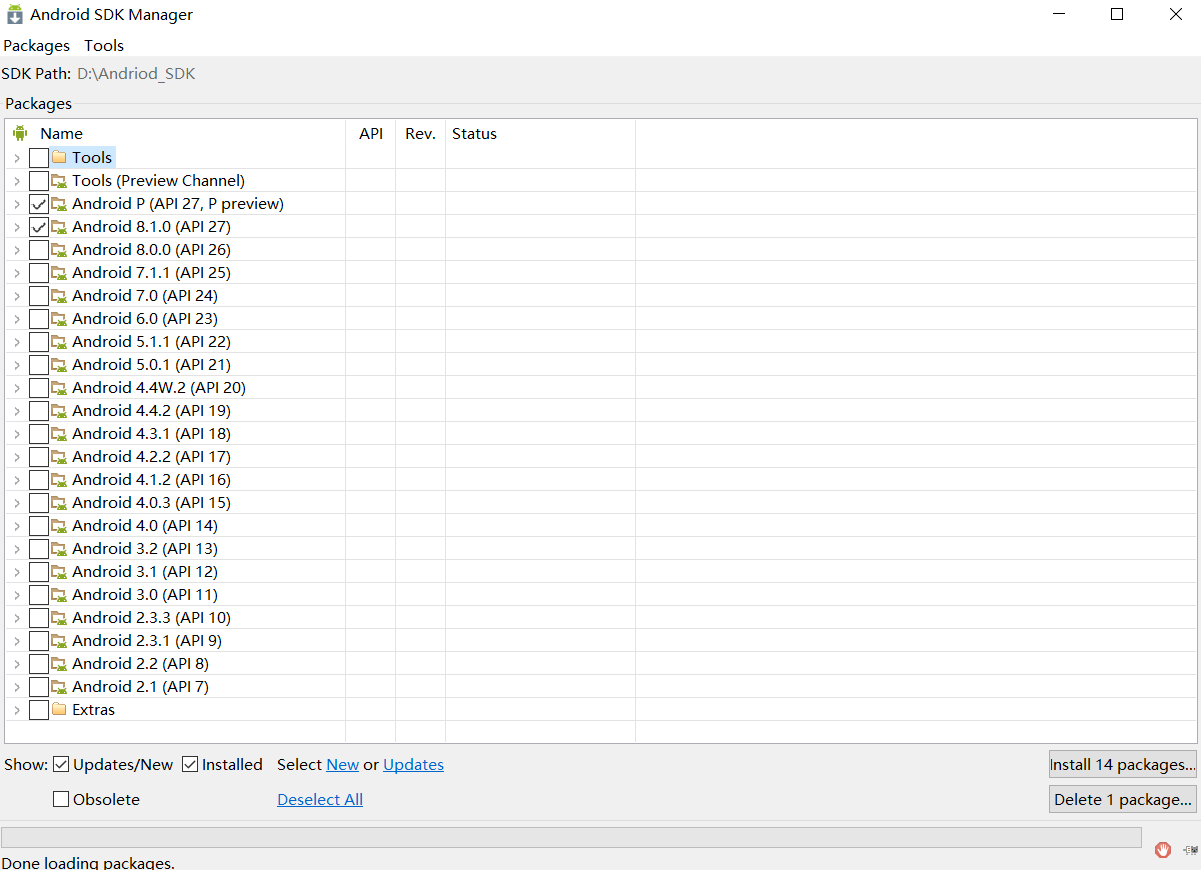 Android SDK Manager
Packages Tools
SDK Path: D:\Andriod_SDK
Packages
Name API Rev. Status
Tools
Tools (Preview Channel)
Android P (API 27, P preview)
Android 8.1.0 (API 27)
Android 8.0.0 (API 26)
Android 7.1.1 (API 25)
Android 7.0 (API 24)
Android 6.0 (API 23)
Android 5.1.1 (API 22)
Android 5.0.1 (API 21)
Android 4.4W.2 (API 20)
Android 4.4.2 (API 19)
Android 4.3.1 (API 18)
Android 4.2.2 (API 17)
Android 4.1.2 (API 16)
Android 4.0.3 (API 15)
Android 4.0 (API 14)
Android 3.2 (API 13)
Android 3.1 (API 12)
Android 3.0 (API 11)
Android 2.3.3 (API 10)
Android 2.3.1 (API 9)
Android 2.2 (API 8)
Android 2.1 (API 7)
Extras
Show: Updates/New Installed Select New or Updates Install 14 packages...
Obsolete Deselect All Delete 1 package...
Done loading packages.